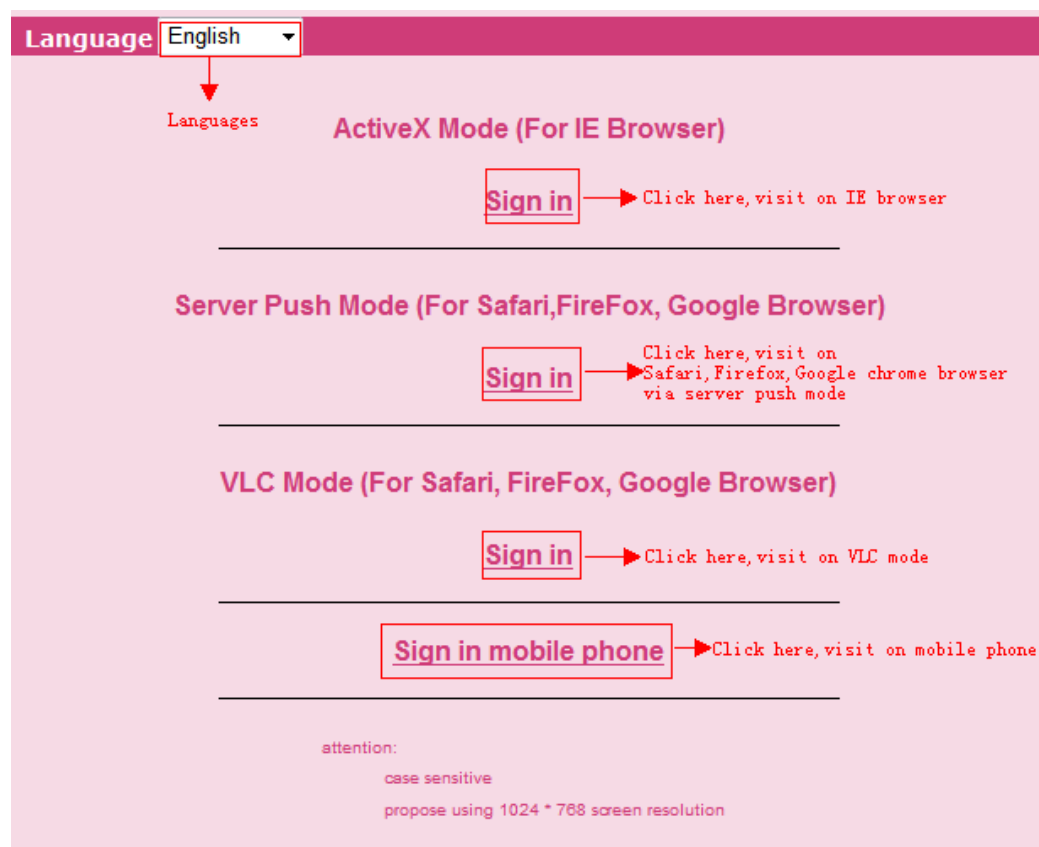 Language English
Languages
ActiveX Mode (For IE Browser)
Sign in
Click here,visit on IE browser
Server Push Mode (For Safari,FireFox, Google Browser)
Sign in
Click here,visit on
Safari,Firefox,Google chrome browser
via server push mode
VLC Mode (For Safari, FireFox, Google Browser)
Sign in
Click here,visit on VLC mode
Sign in mobile phone
Click here,visit on mobile phone
attention:
case sensitive
propose using 1024 * 768 screen resolution